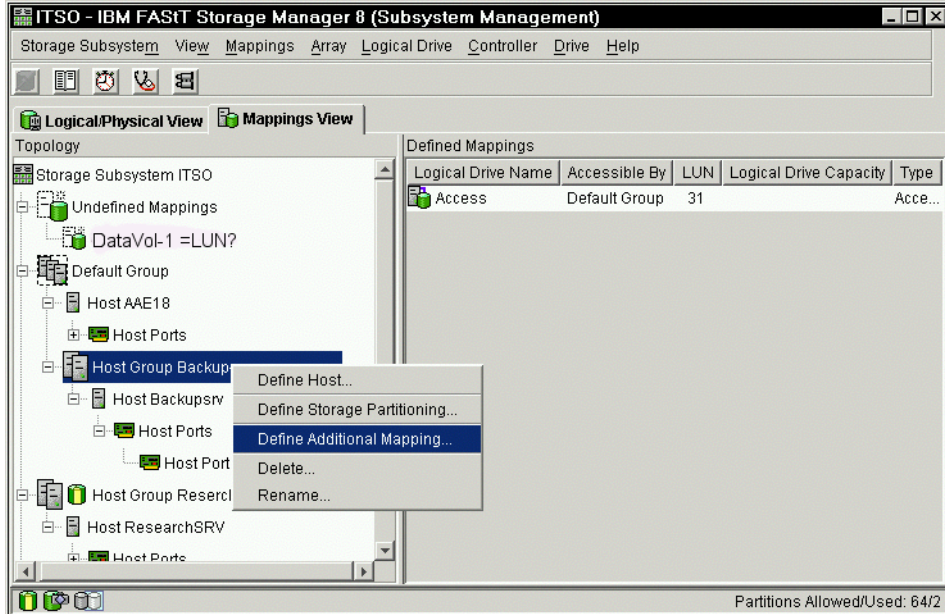 ITSO - IBM FAStT Storage Manager 8 (Subsystem Management)
Storage Subsystem View Mappings Array Logical Drive Controller Drive Help
Logical/Physical View Mappings View
Topology
Defined Mappings
Logical Drive Name Accessible By LUN Logical Drive Capacity Type
Access Default Group 31 Acce...
Storage Subsystem ITSO
Undefined Mappings
DataVol-1 =LUN?
Default Group
Host AAE18
Host Ports
Host Group Backup
Host Backupsrv
Host Ports
Host Port
Host Group Reserc
Host ResearchSRV
Host Ports
Define Host...
Define Storage Partitioning...
Define Additional Mapping...
Delete...
Rename...
Partitions Allowed/Used: 64/2